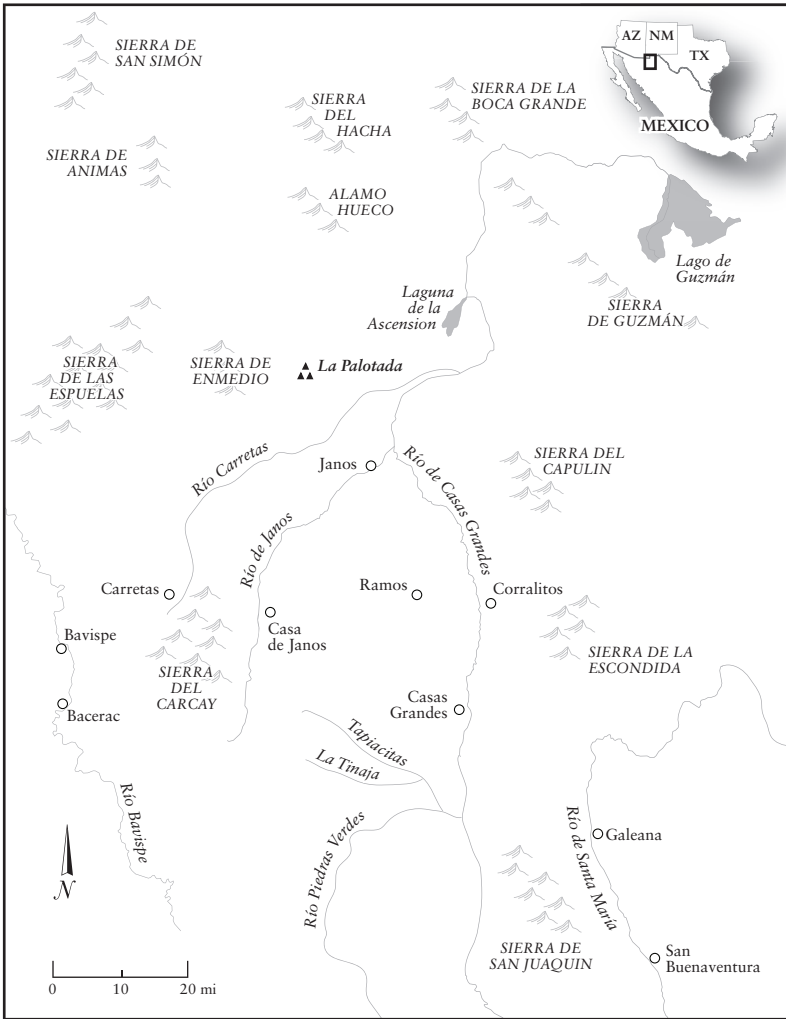 SIERRA DE
SAN SIMÓN
SIERRA
DEL
HACHA
SIERRA DE LA
BOCA GRANDE
AZ
NM
TX
MEXICO
SIERRA DE
ANIMAS
ALAMO
HUECO
Lago de
Guzmán
Laguna
de la
Ascension
SIERRA
DE GUZMÁN
SIERRA
DE LAS
ESPUELAS
SIERRA DE
ENMEDIO
La Palotada
Río Carretas
Janos
Río de Casas Grandes
SIERRA DEL
CAPULIN
Río de Janos
Carretas
Ramos
Corralitos
Casa
de Janos
Bavispe
SIERRA DE LA
ESCONDIDA
SIERRA
DEL
CARCAY
Bacerac
Casas
Grandes
Tapiacitas
La Tinaja
Río Bavispe
Río Piedras Verdes
Río de Santa María
Galeana
N
SIERRA DE
SAN JUAQUIN
San
Buenaventura
0 10 20 mi